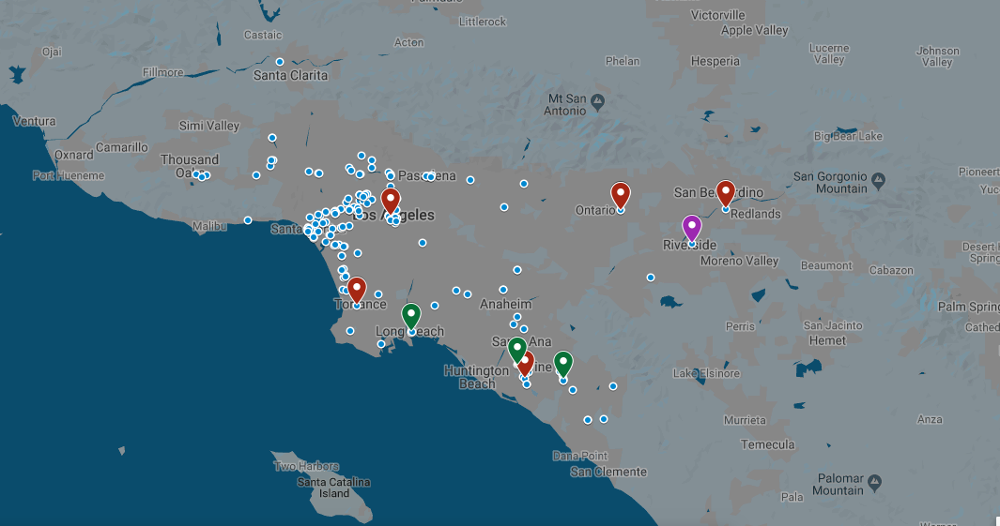 Victorville
Littlerock
Apple Valley
Castaic
Acton
Ojai
Lucerne
Valley
Johnson
Valley
Phelan
Hesperia
Fillmore
Santa Clarita
Mt San
Antonio
Ventura
Simi Valley
Big Bear Lake
Camarillo
Oxnard
Thousand
Port Hueneme
Pasadena
San Gorgonio
Mountain
Pioneert
Yuc
San Bernardino
Ontario
Redlands
Los Angeles
Malibu
Santa
Riverside
Moreno Valley
Desert H
Spring
Beaumont
Cabazon
Torrance
Anaheim
Palm Spring
Long Beach
Perris
San Jacinto
Cathed
Hemet
Santa Ana
Huntington
Beach
Irvine
Lake Elsinore
Murrieta
Anza
Temecula
Dana Point
San Clemente
Two Harbors
Santa Catalina
Island
Palomar
Mountain
Pala